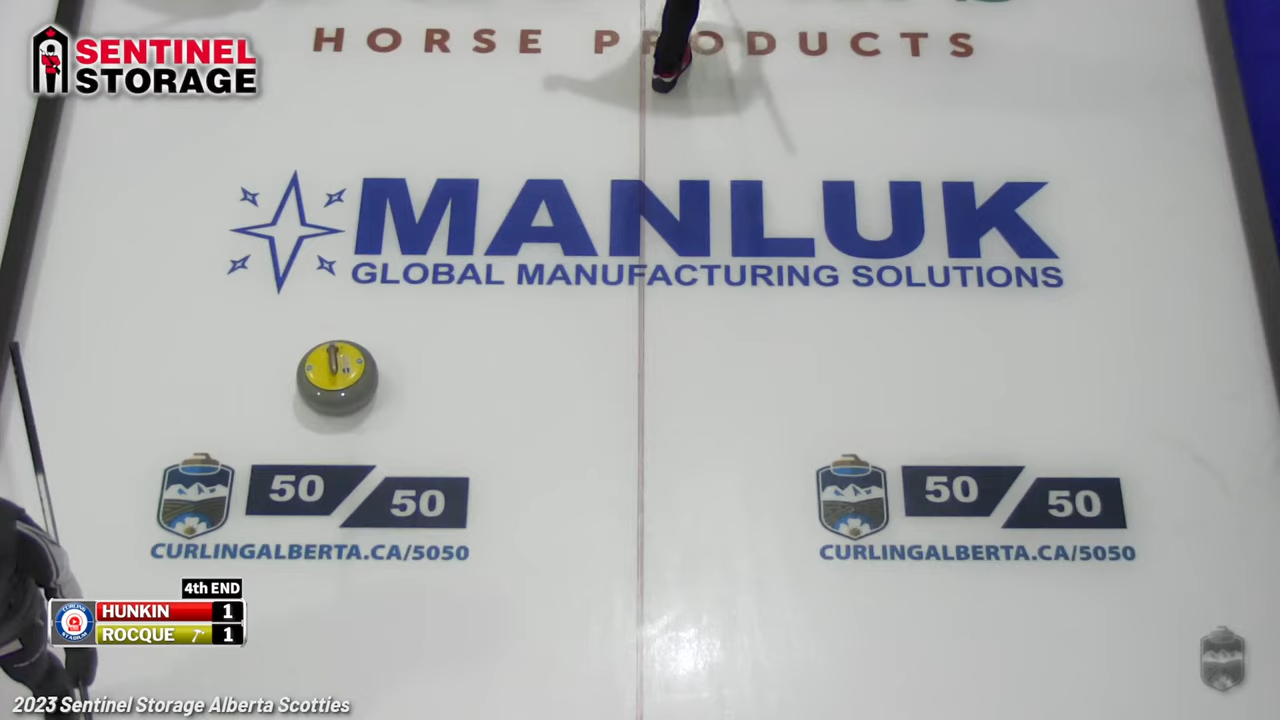 SENTINEL
STORAGE
HORSE PRODUCTS
MANLUK
GLOBAL MANUFACTURING SOLUTIONS
50 50
CURLINGALBERTA.CA/5050
50 50
CURLINGALBERTA.CA/5050
4th END
HUNKIN 1
ROCQUE 1
2023 Sentinel Storage Alberta Scotties